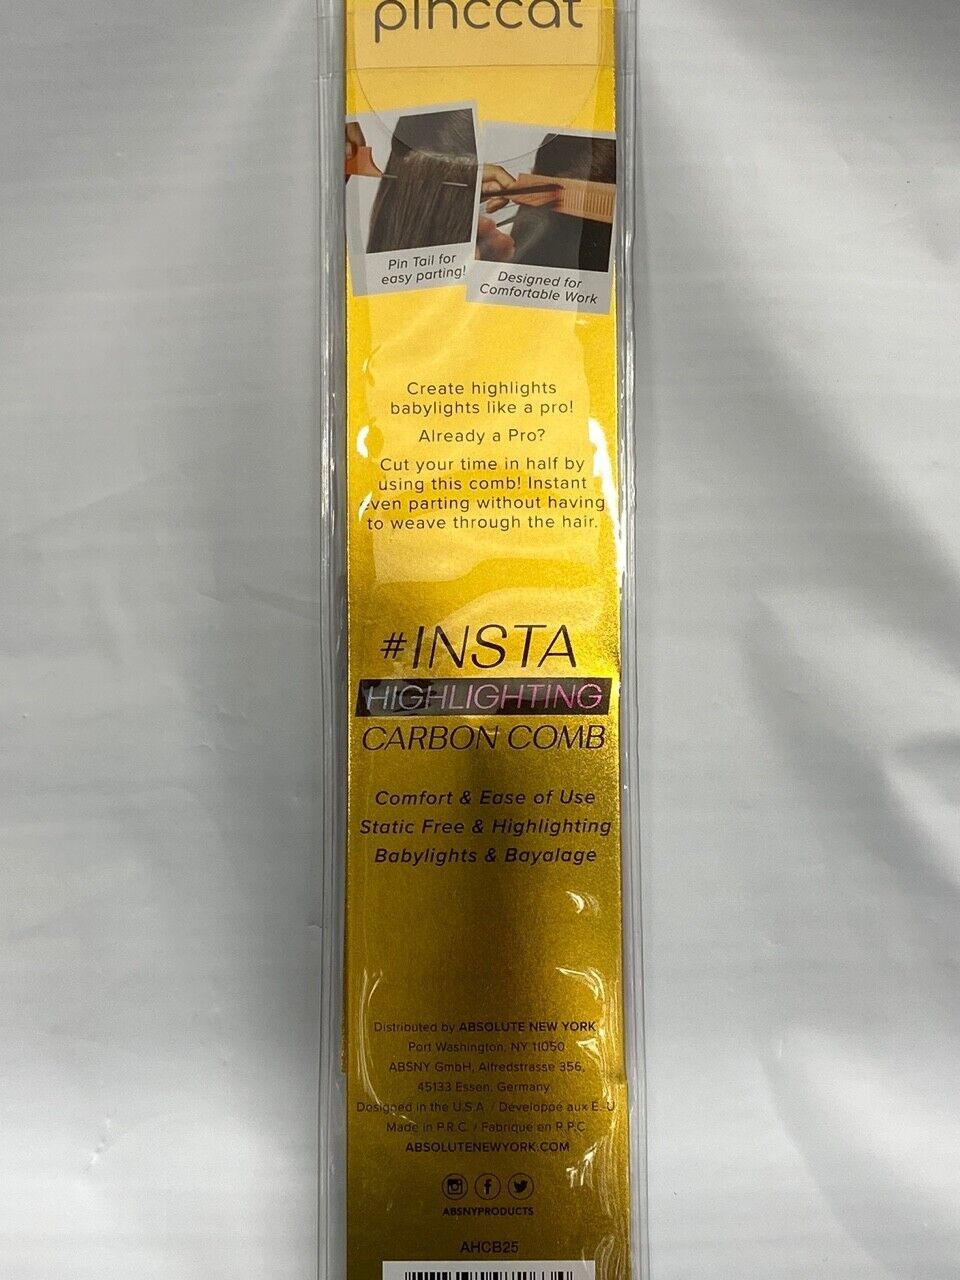 pinccat
Pin Tail for
easy parting!
Designed for
Comfortable Work
Create highlights
babylights like a pro!
Already a Pro?
Cut your time in half by
using this comb! Instant
even parting without having
to weave through the hair.
#INSTA
HIGHLIGHTING
CARBON COMB
Comfort & Ease of Use
Static Free & Highlighting
Babylights & Bayalage
Distributed by ABSOLUTE NEW YORK
Port Washington, NY 11050
ABSNY GmbH, Alfredstrasse 356,
45133 Essen, Germany
Designed in the U.S.A. / Développé aux É.-U
Made in P.R.C. / Fabriqué en P.P.C
ABSOLUTENEWYORK.COM
ABSNYPRODUCTS
AHCB25